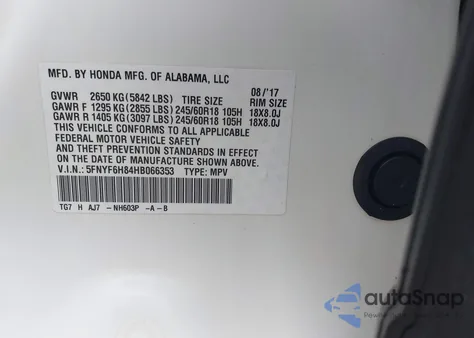 MFD. BY HONDA MFG. OF ALABAMA, LLC 08/'17
GVWR 2650 KG (5842 LBS) TIRE SIZE RIM SIZE
GAWR F 1295 KG (2855 LBS) 245/60R18 105H 18X8.0J
GAWR R 1405 KG (3097 LBS) 245/60R18 105H 18X8.0J
THIS VEHICLE CONFORMS TO ALL APPLICABLE
FEDERAL MOTOR VEHICLE SAFETY
AND THEFT PREVENTION STANDARDS IN EFFECT
ON THE DATE OF MANUFACTURE SHOWN ABOVE.
V.I.N.: 5FNYF6H84HB066353 TYPE: MPV
TG7 H AJ7 -NH603P -A-B
autoSnap